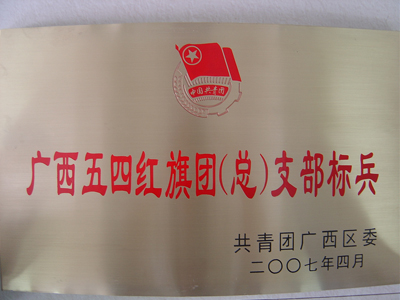 中国共青团
广西五四红旗团(总)支部标兵
共青团广西区委
二〇〇七年四月